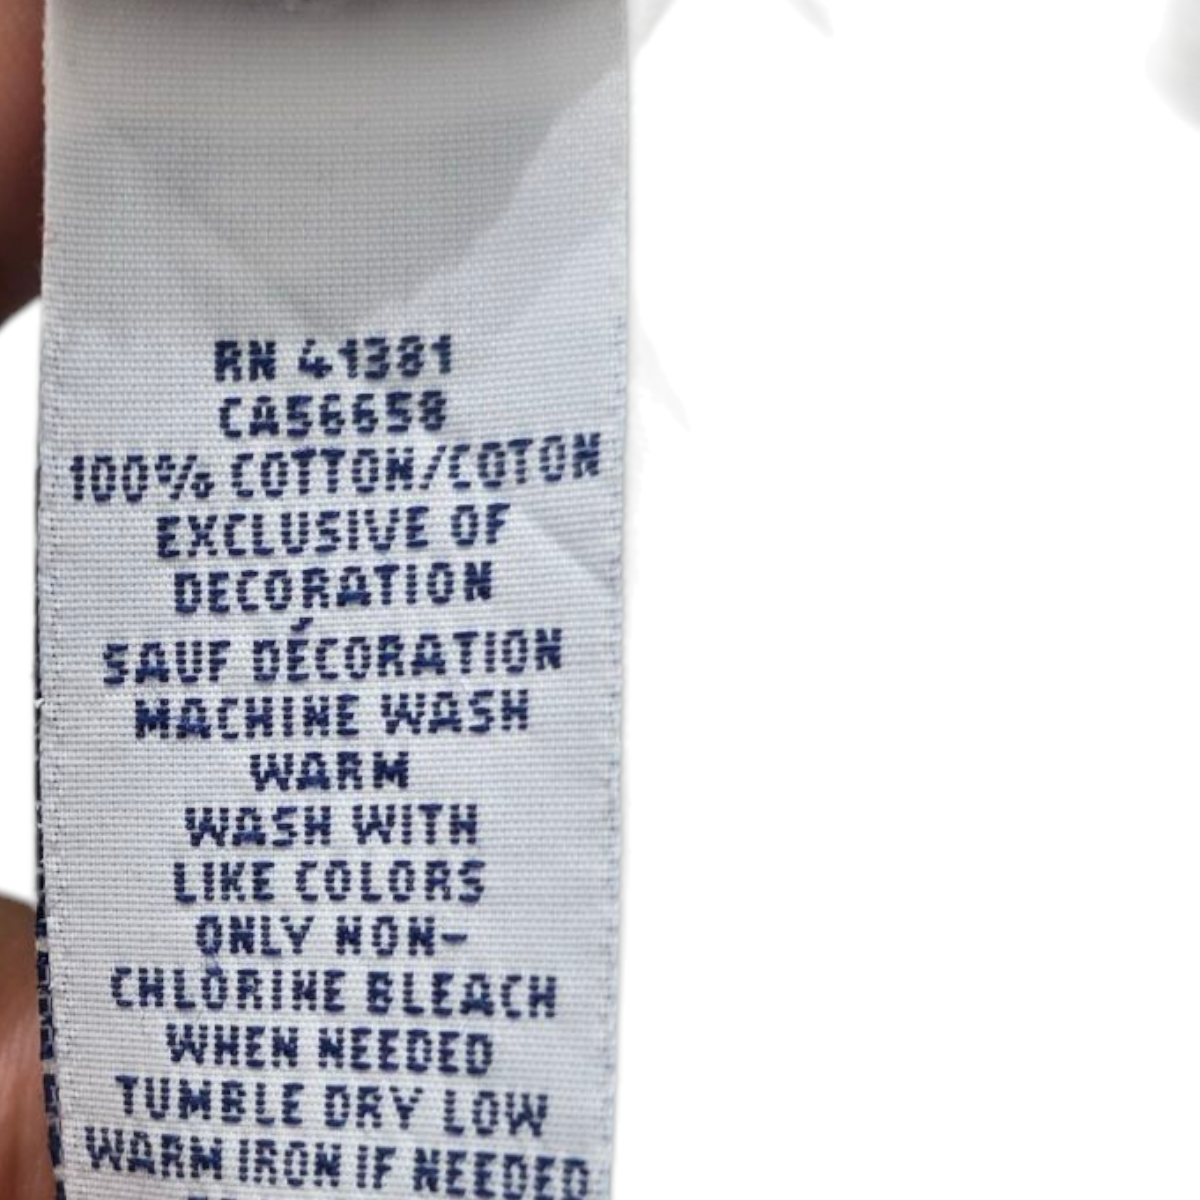 RN 41381
CA56658
100% COTTON/COTON
EXCLUSIVE OF
DECORATION
SAUF DÉCORATION
MACHINE WASH
WARM
WASH WITH
LIKE COLORS
ONLY NON-
CHLORINE BLEACH
WHEN NEEDED
TUMBLE DRY LOW
WARM IRON IF NEEDED